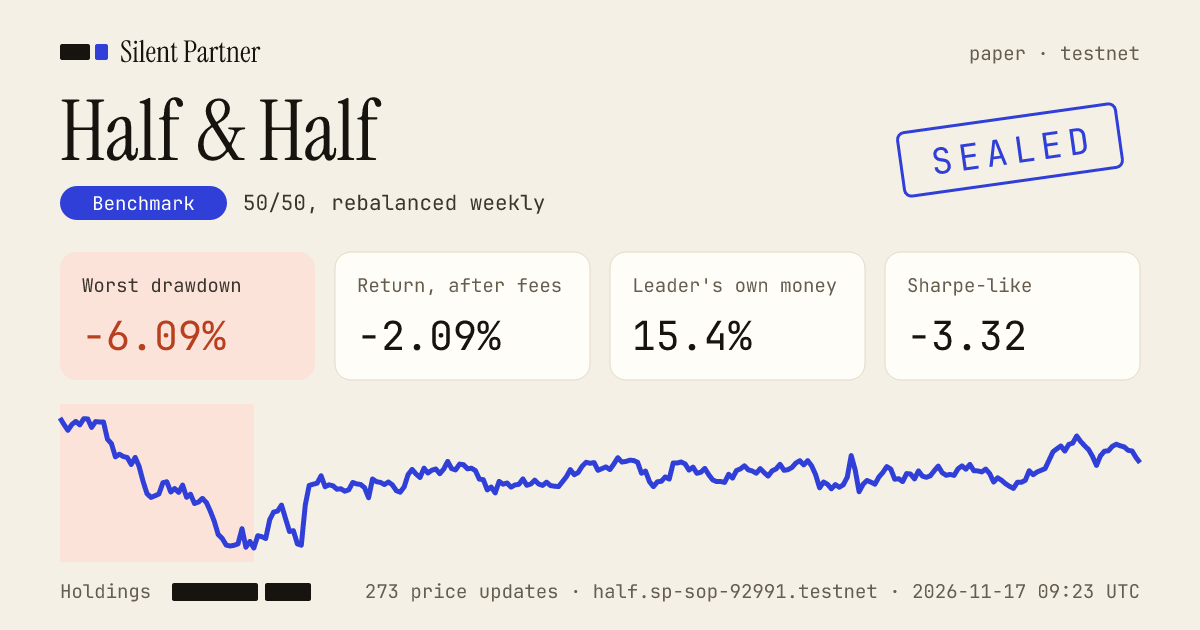 Silent Partner
paper · testnet
Half & Half
SEALED
Benchmark
50/50, rebalanced weekly
Worst drawdown
-6.09%
Return, after fees
-2.09%
Leader's own money
15.4%
Sharpe-like
-3.32
Holdings
273 price updates · half.sp-sop-92991.testnet · 2026-11-17 09:23 UTC